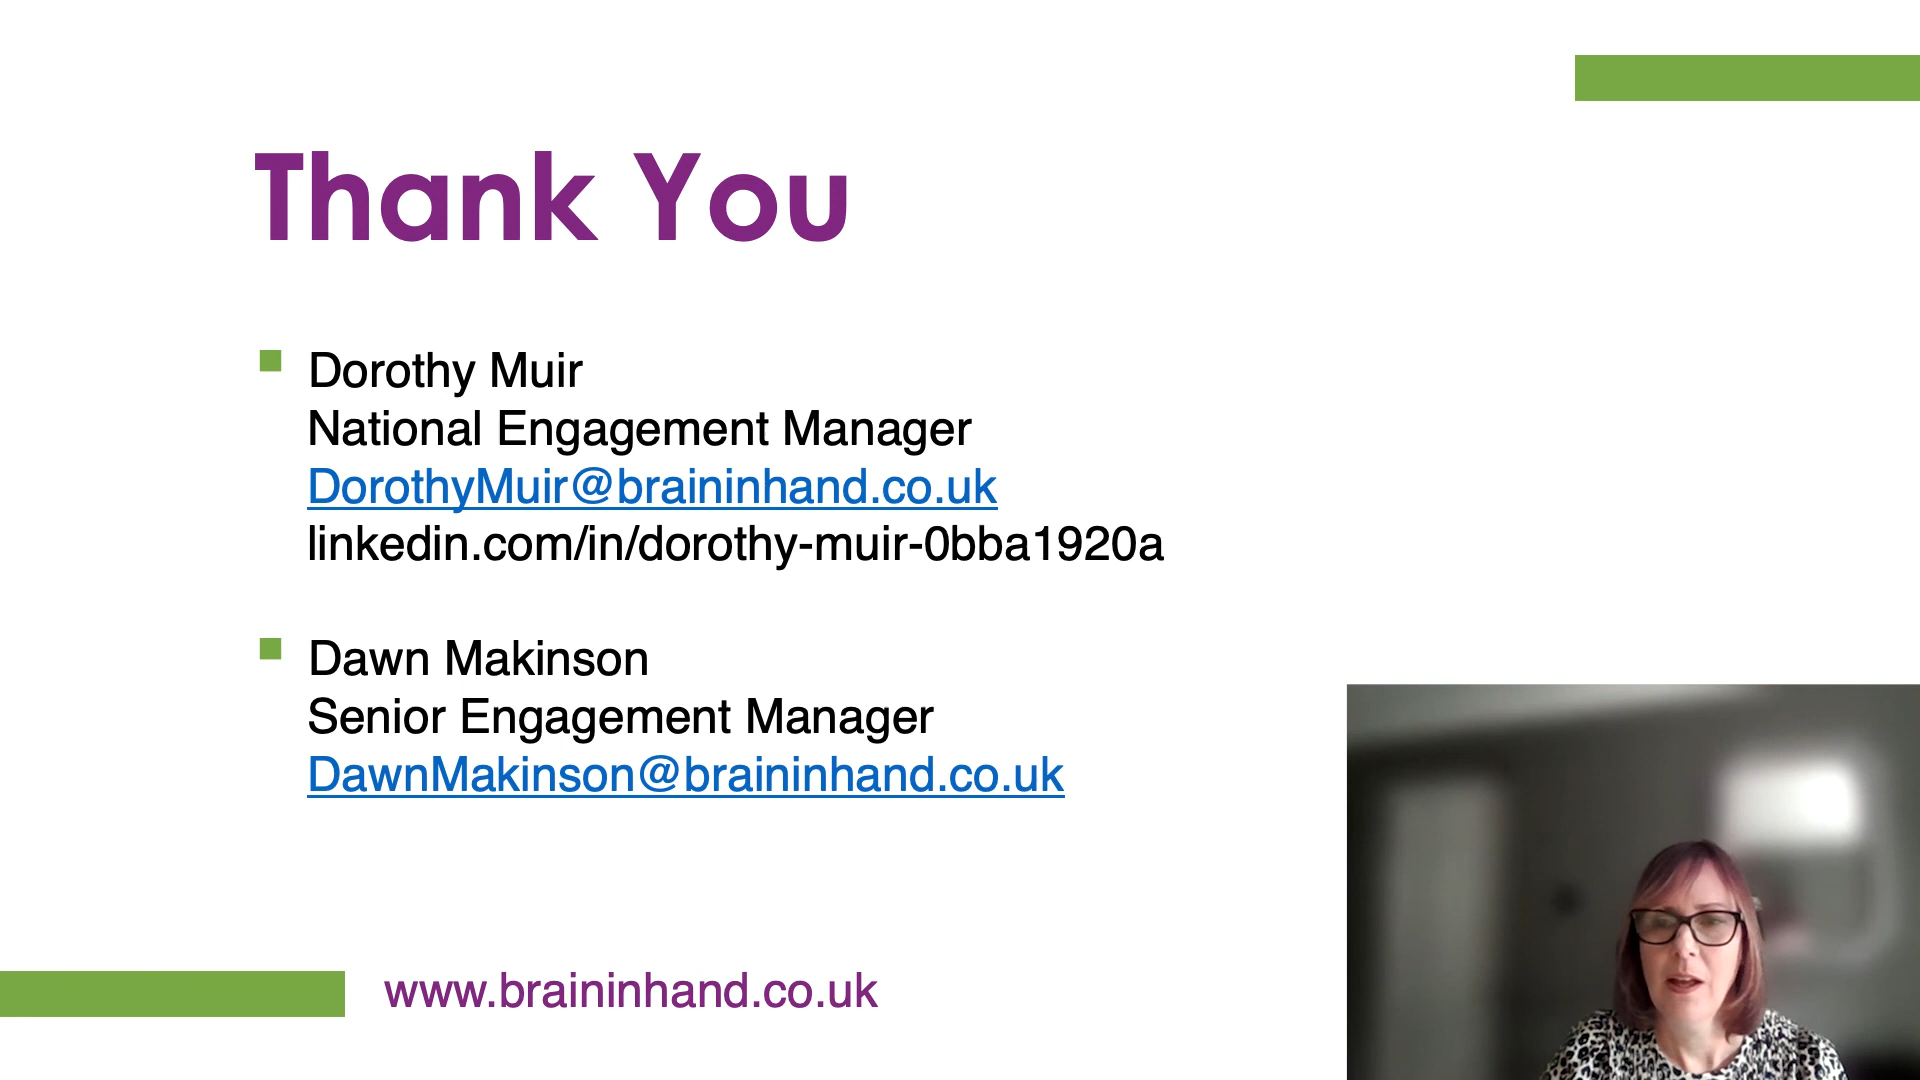 Thank You
Dorothy Muir
National Engagement Manager
DorothyMuir@braininhand.co.uk
linkedin.com/in/dorothy-muir-0bba1920a
Dawn Makinson
Senior Engagement Manager
DawnMakinson@braininhand.co.uk
www.braininhand.co.uk